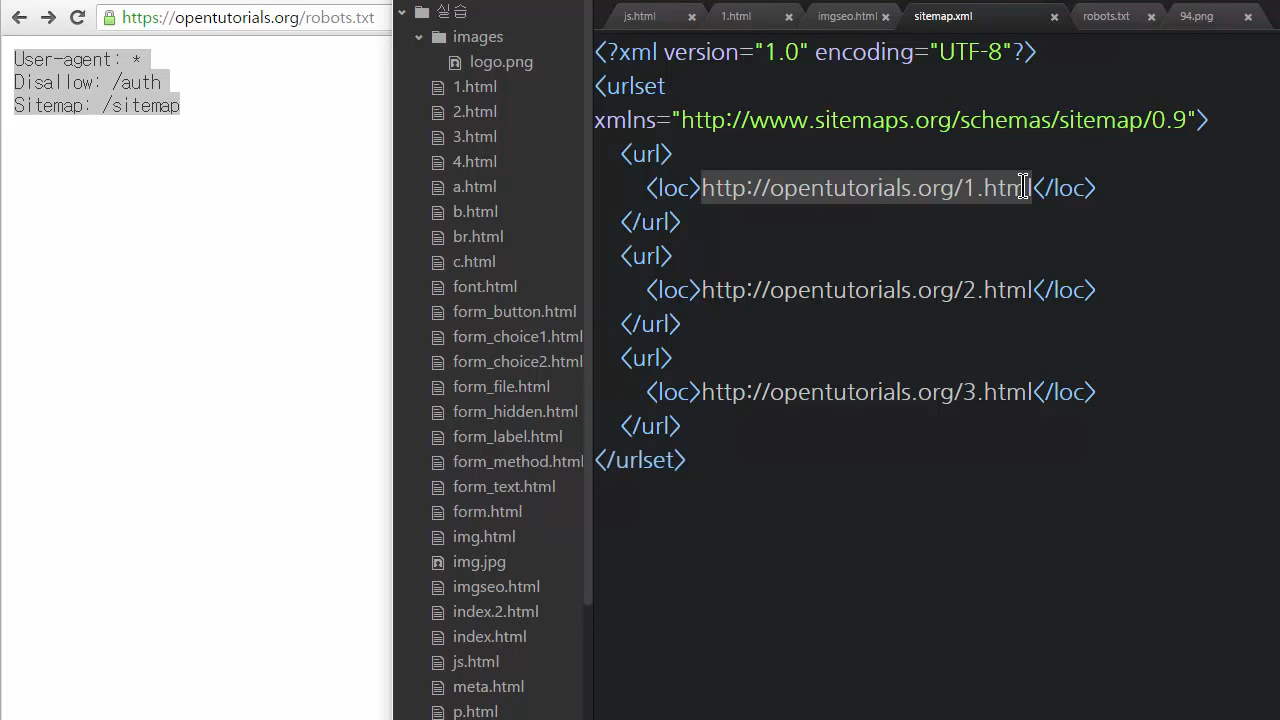 https://opentutorials.org/robots.txt
User-agent: *
Disallow: /auth
Sitemap: /sitemap
실습
images
logo.png
1.html
2.html
3.html
4.html
a.html
b.html
br.html
c.html
font.html
form_button.html
form_choice1.html
form_choice2.html
form_file.html
form_hidden.html
form_label.html
form_method.html
form_text.html
form.html
img.html
img.jpg
imgseo.html
index.2.html
index.html
js.html
meta.html
p.html
js.html
1.html
imgseo.html
sitemap.xml
robots.txt
94.png
<?xml version="1.0" encoding="UTF-8"?>
<urlset
xmlns="http://www.sitemaps.org/schemas/sitemap/0.9">
<url>
<loc>http://opentutorials.org/1.html</loc>
</url>
<url>
<loc>http://opentutorials.org/2.html</loc>
</url>
<url>
<loc>http://opentutorials.org/3.html</loc>
</url>
</urlset>